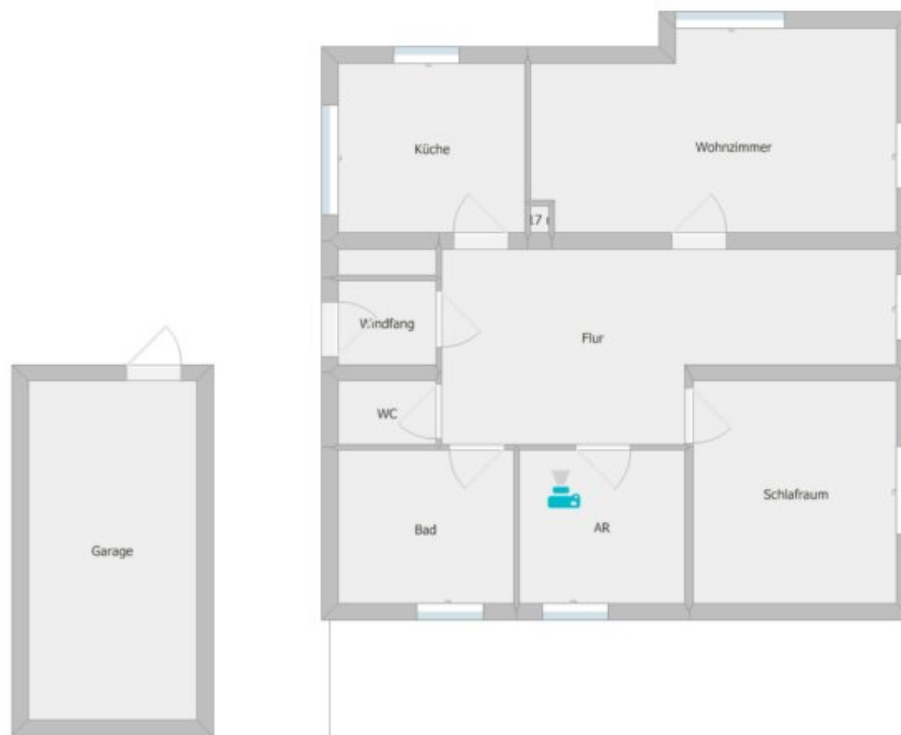 Küche
Wohnzimmer
Windfang
Flur
WC
Schlafraum
Bad
AR
Garage